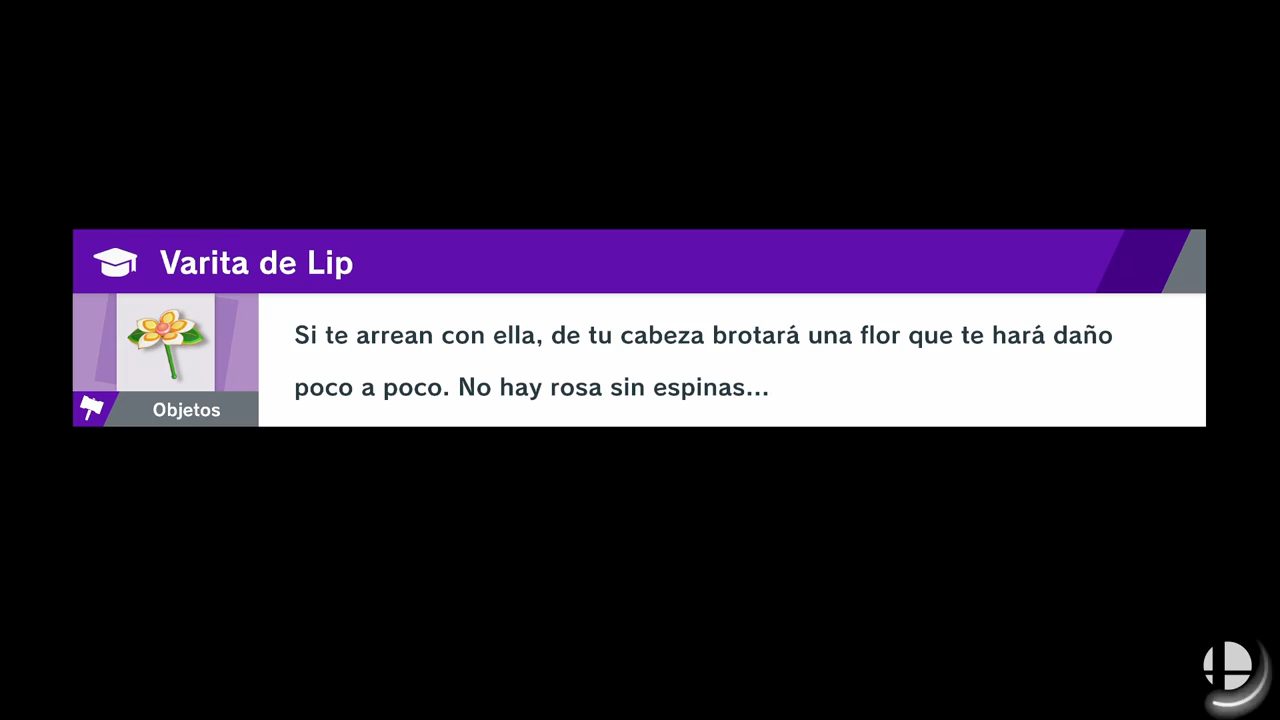 Varita de Lip
Si te arrean con ella, de tu cabeza brotará una flor que te hará daño
poco a poco. No hay rosa sin espinas...
Objetos